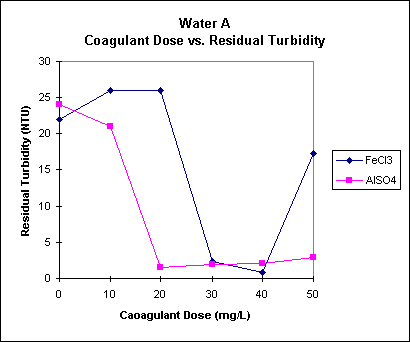 Water A
Coagulant Dose vs. Residual Turbidity
30
25
20
15
10
5
0
Residual Turbidity (NTU)
0 10 20 30 40 50
Caoagulant Dose (mg/L)
FeCl3
AlSO4